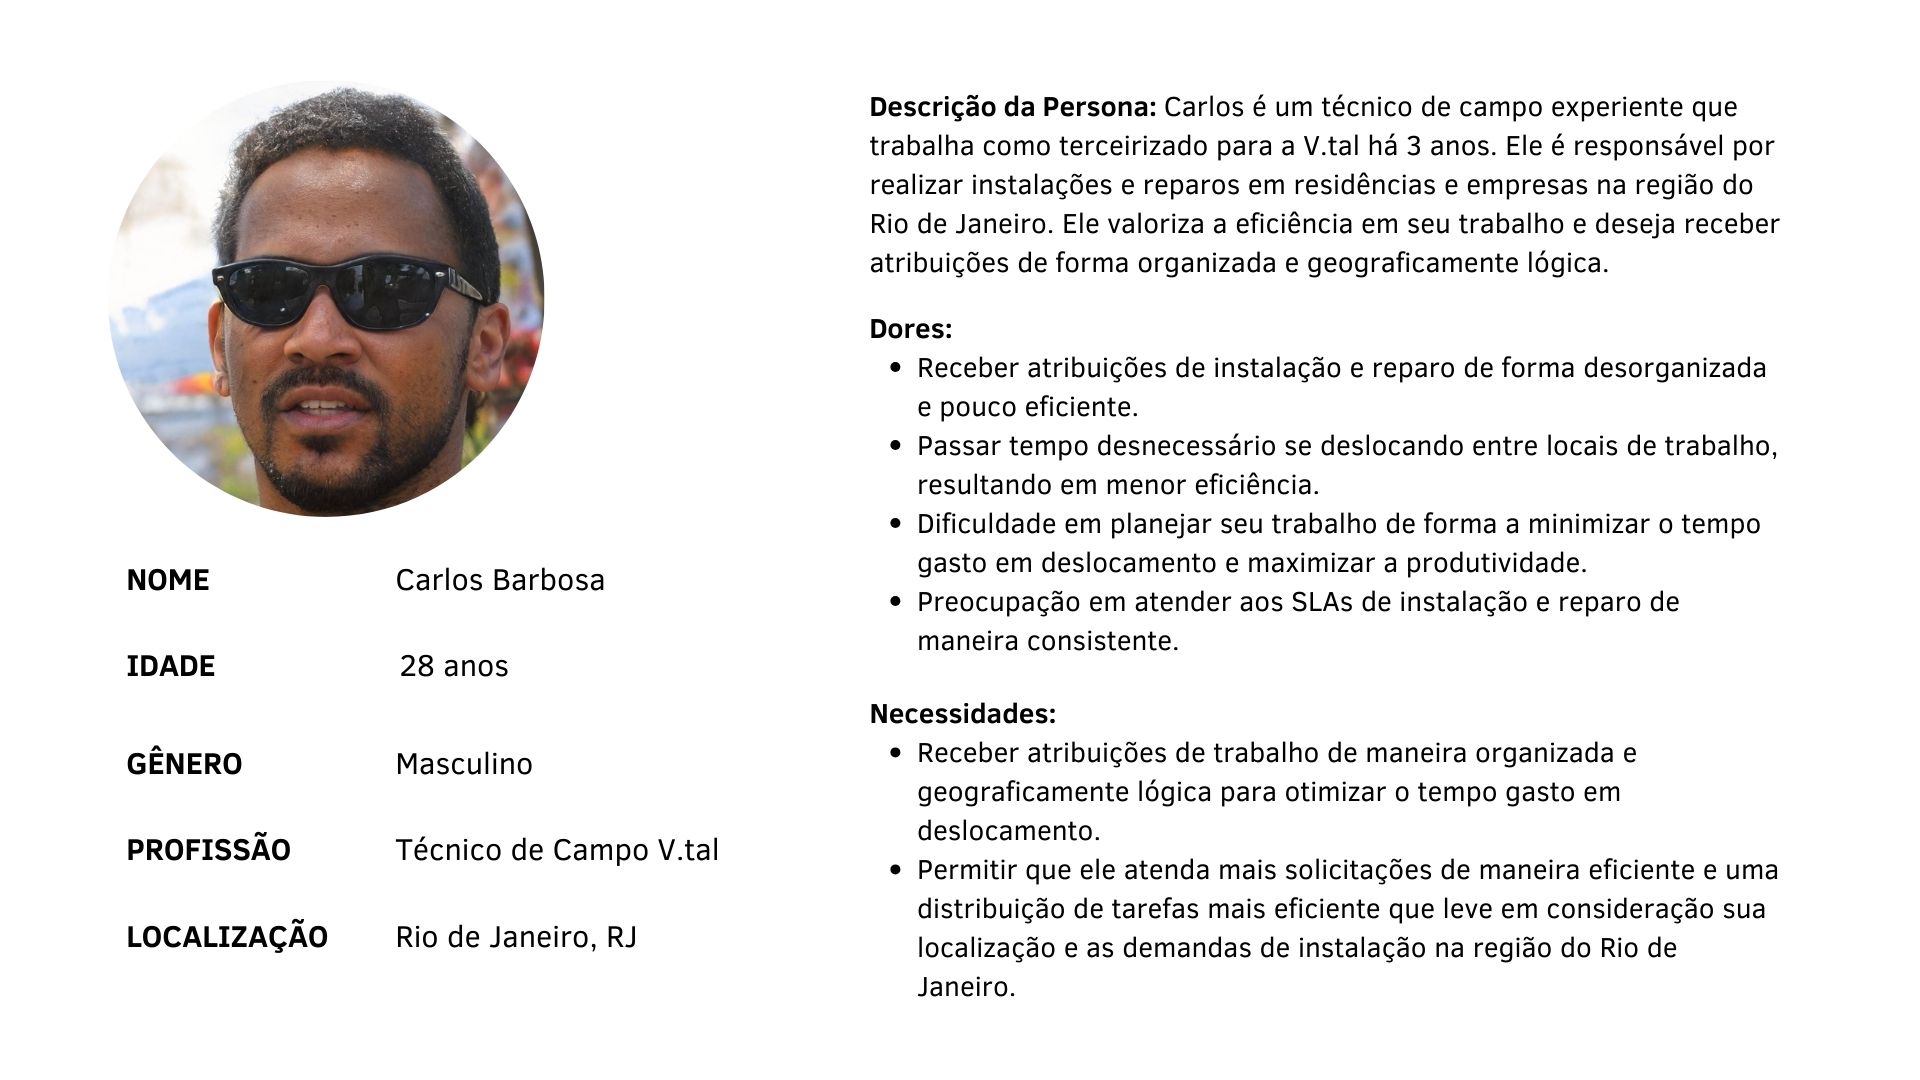 NOME Carlos Barbosa
IDADE 28 anos
GÊNERO Masculino
PROFISSÃO Técnico de Campo V.tal
LOCALIZAÇÃO Rio de Janeiro, RJ
Descrição da Persona: Carlos é um técnico de campo experiente que
trabalha como terceirizado para a V.tal há 3 anos. Ele é responsável por
realizar instalações e reparos em residências e empresas na região do
Rio de Janeiro. Ele valoriza a eficiência em seu trabalho e deseja receber
atribuições de forma organizada e geograficamente lógica.
Dores:
• Receber atribuições de instalação e reparo de forma desorganizada
e pouco eficiente.
• Passar tempo desnecessário se deslocando entre locais de trabalho,
resultando em menor eficiência.
• Dificuldade em planejar seu trabalho de forma a minimizar o tempo
gasto em deslocamento e maximizar a produtividade.
• Preocupação em atender aos SLAs de instalação e reparo de
maneira consistente.
Necessidades:
• Receber atribuições de trabalho de maneira organizada e
geograficamente lógica para otimizar o tempo gasto em
deslocamento.
• Permitir que ele atenda mais solicitações de maneira eficiente e uma
distribuição de tarefas mais eficiente que leve em consideração sua
localização e as demandas de instalação na região do Rio de
Janeiro.